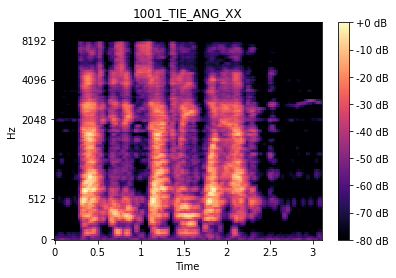 1001_TIE_ANG_XX
Hz
8192
4096
2048
1024
512
0
0 0.5 1 1.5 2 2.5 3
Time
+0 dB
-10 dB
-20 dB
-30 dB
-40 dB
-50 dB
-60 dB
-70 dB
-80 dB